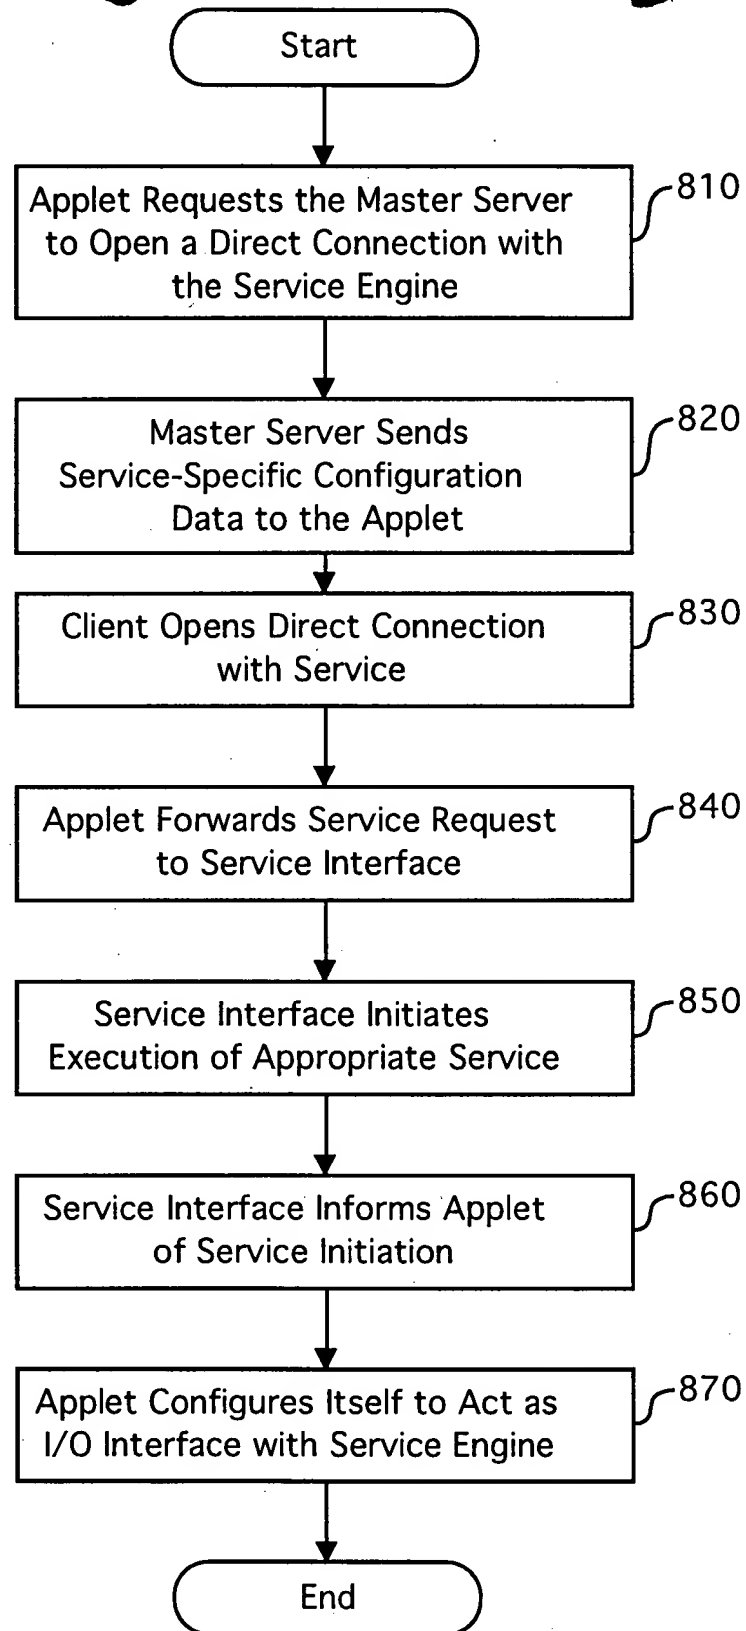 Start
Applet Requests the Master Server
to Open a Direct Connection with
the Service Engine
810
Master Server Sends
Service-Specific Configuration
Data to the Applet
820
Client Opens Direct Connection
with Service
830
Applet Forwards Service Request
to Service Interface
840
Service Interface Initiates
Execution of Appropriate Service
850
Service Interface Informs Applet
of Service Initiation
860
Applet Configures Itself to Act as
I/O Interface with Service Engine
870
End